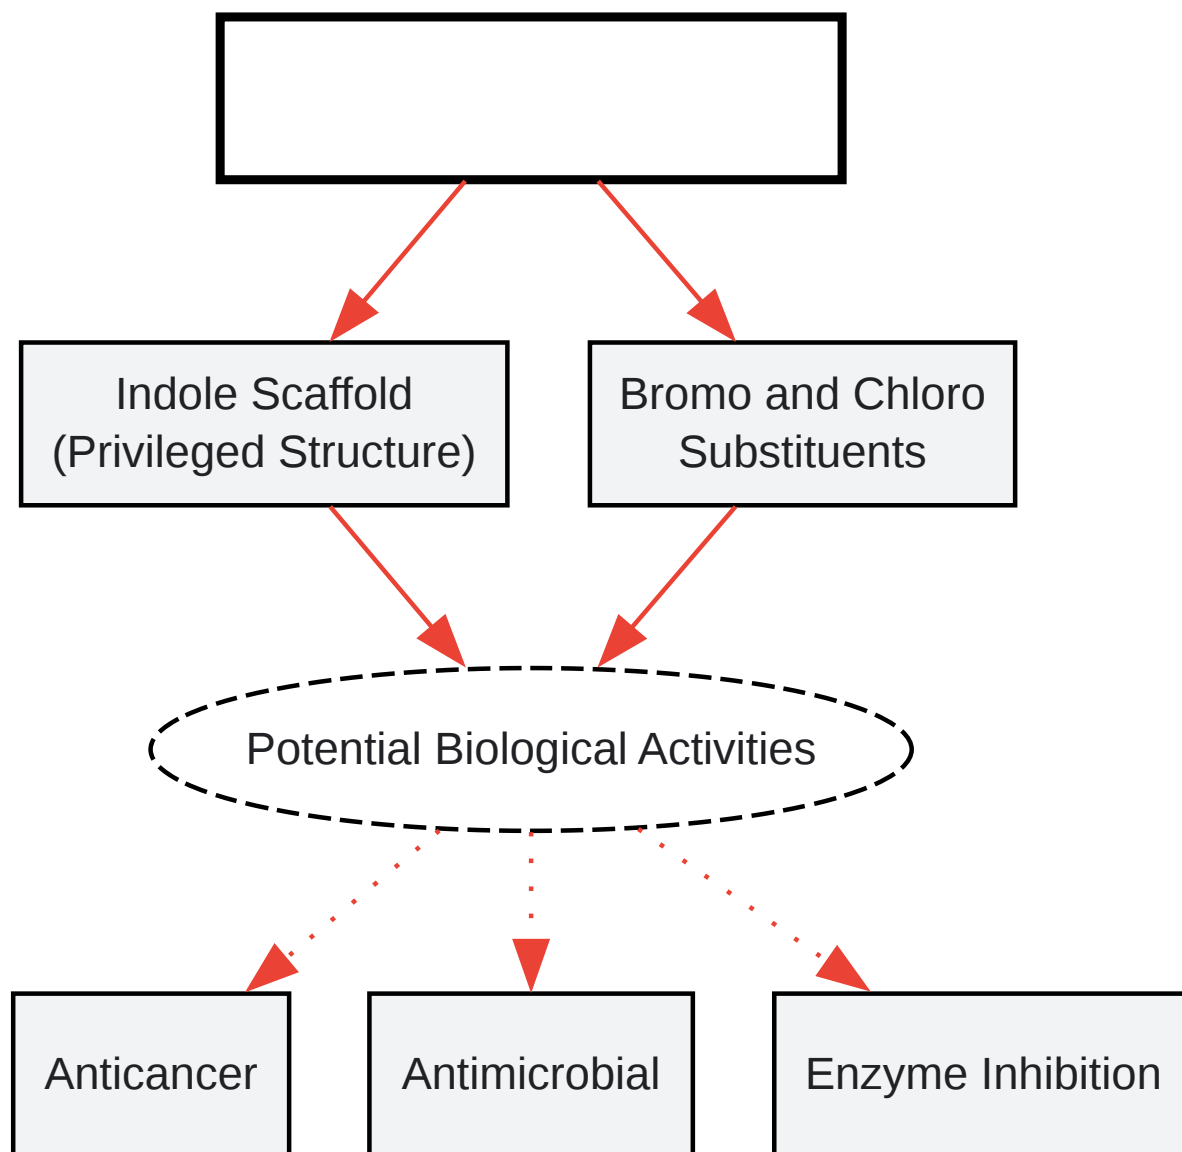 Indole Scaffold
(Privileged Structure)
Bromo and Chloro
Substituents
Potential Biological Activities
Anticancer
Antimicrobial
Enzyme Inhibition